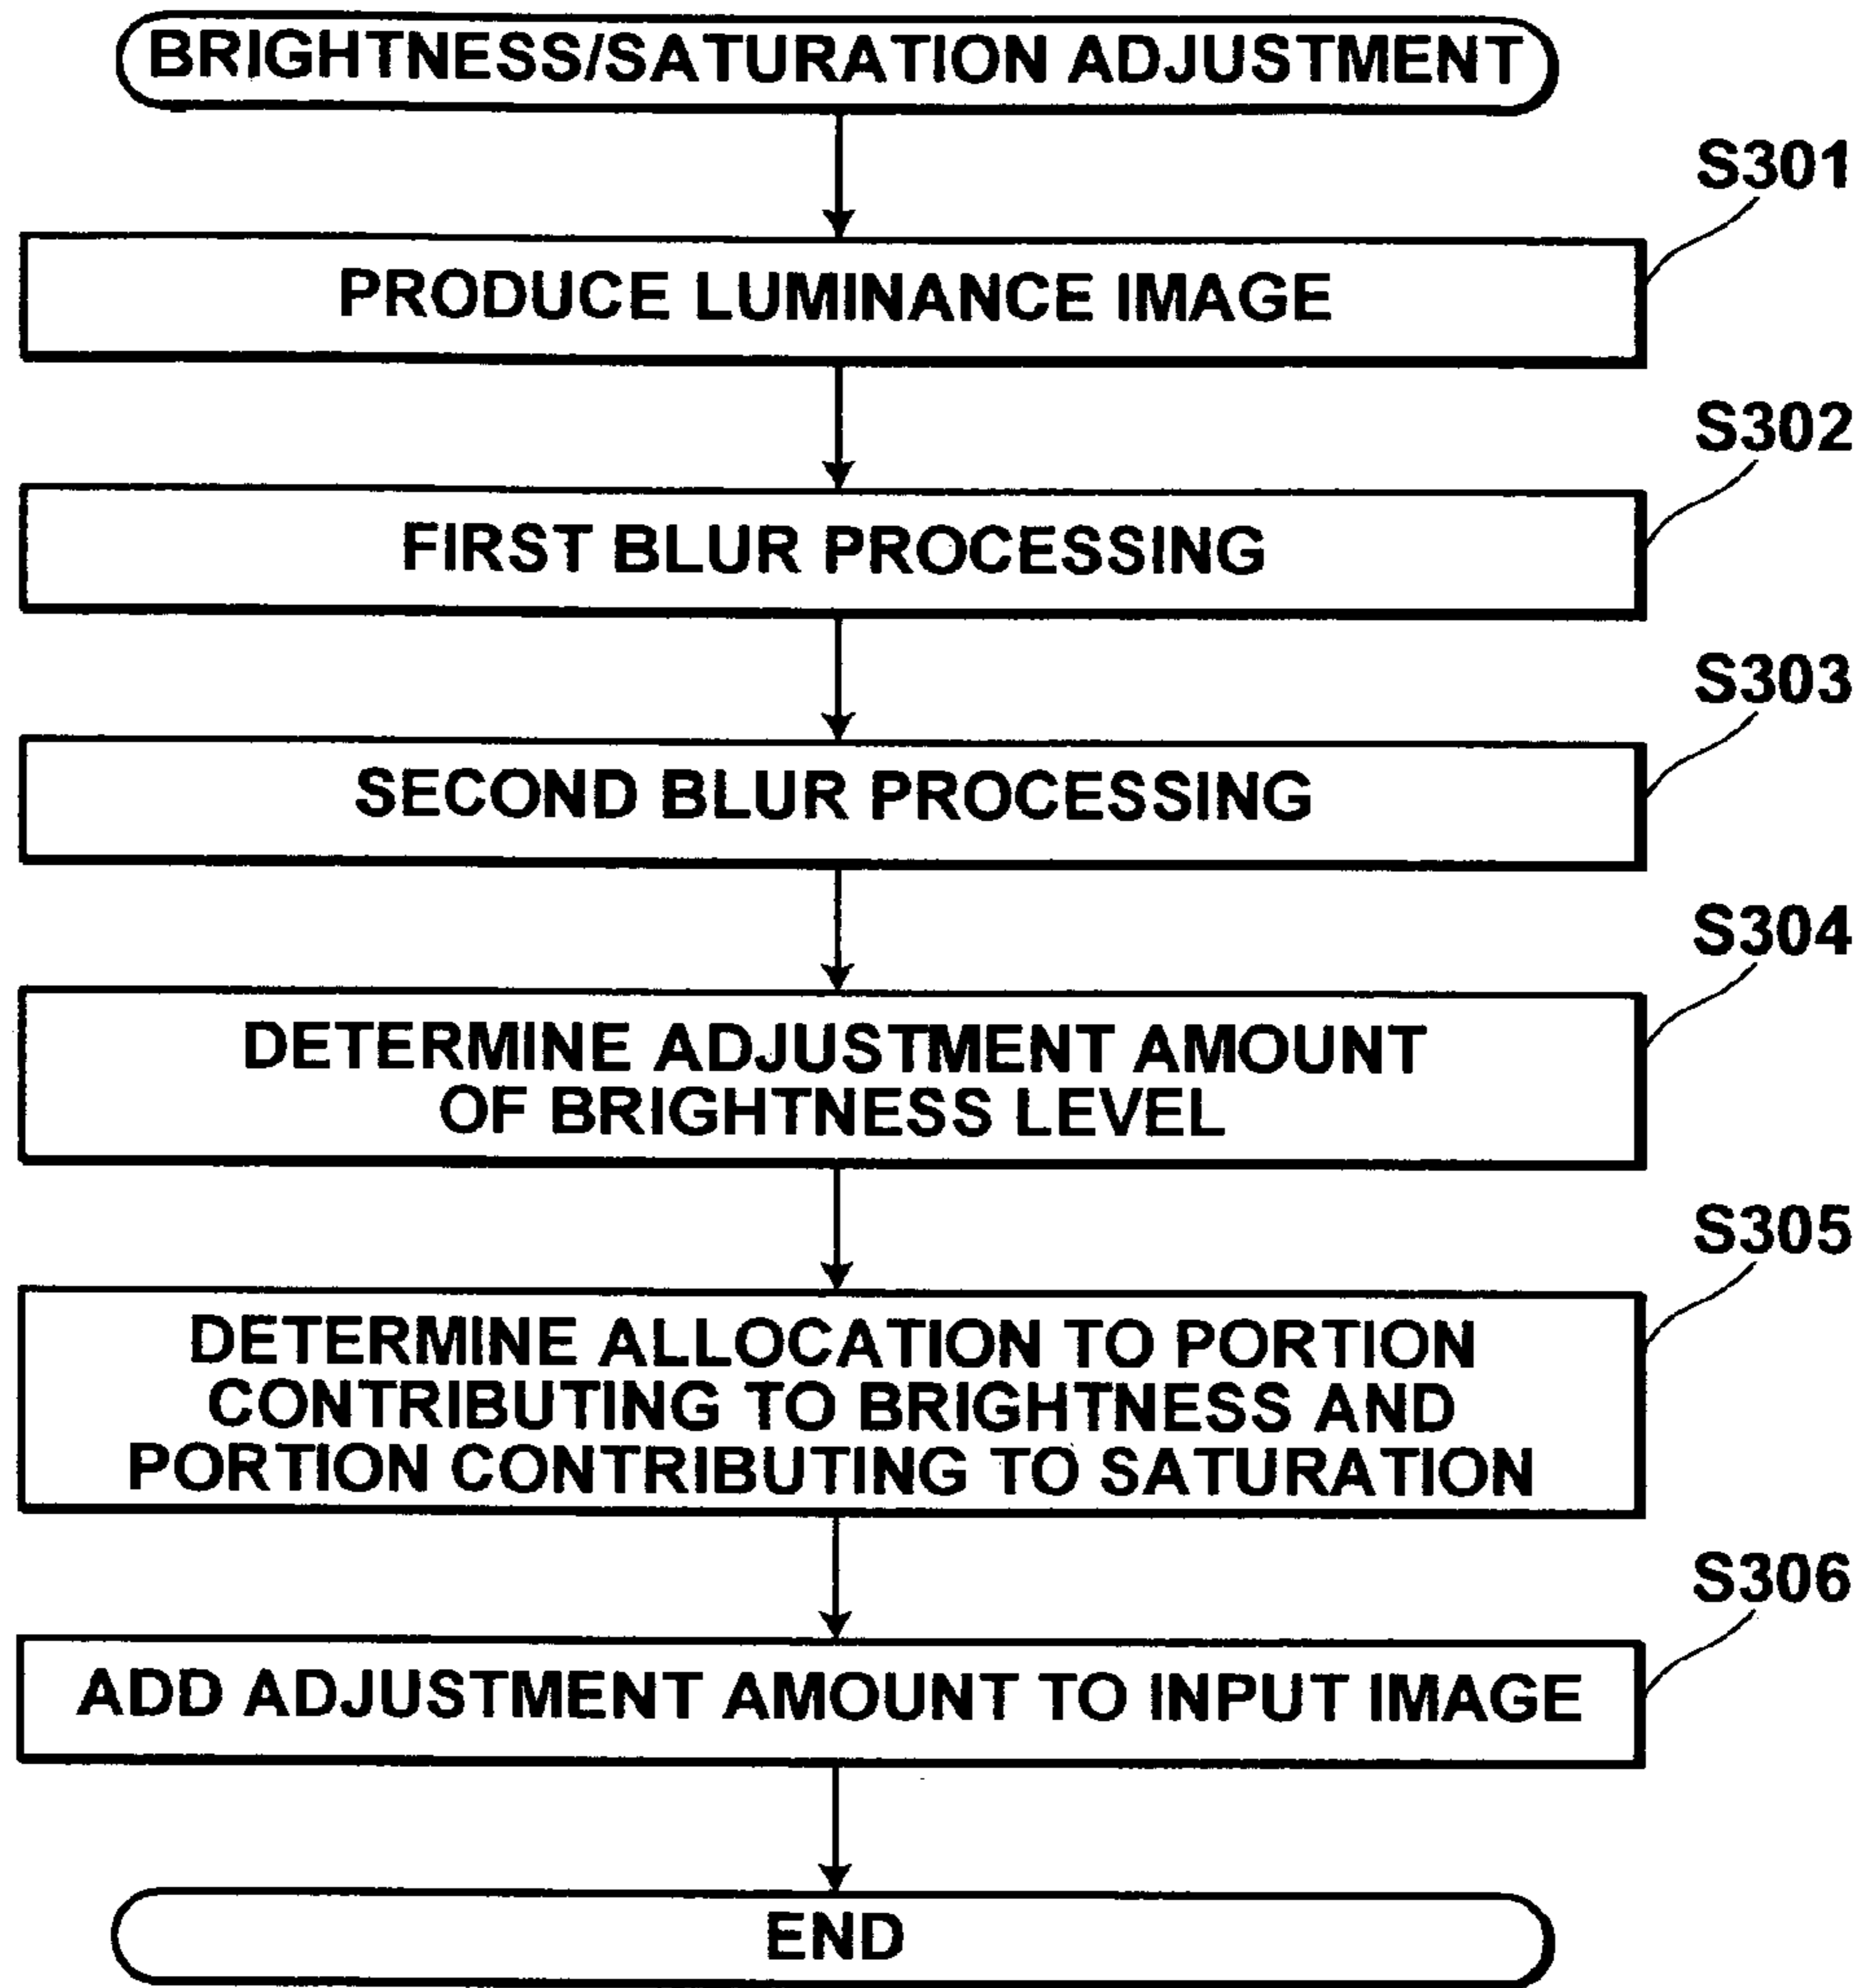 BRIGHTNESS/SATURATION ADJUSTMENT
S301
PRODUCE LUMINANCE IMAGE
S302
FIRST BLUR PROCESSING
S303
SECOND BLUR PROCESSING
S304
DETERMINE ADJUSTMENT AMOUNT
OF BRIGHTNESS LEVEL
S305
DETERMINE ALLOCATION TO PORTION
CONTRIBUTING TO BRIGHTNESS AND
PORTION CONTRIBUTING TO SATURATION
S306
ADD ADJUSTMENT AMOUNT TO INPUT IMAGE
END